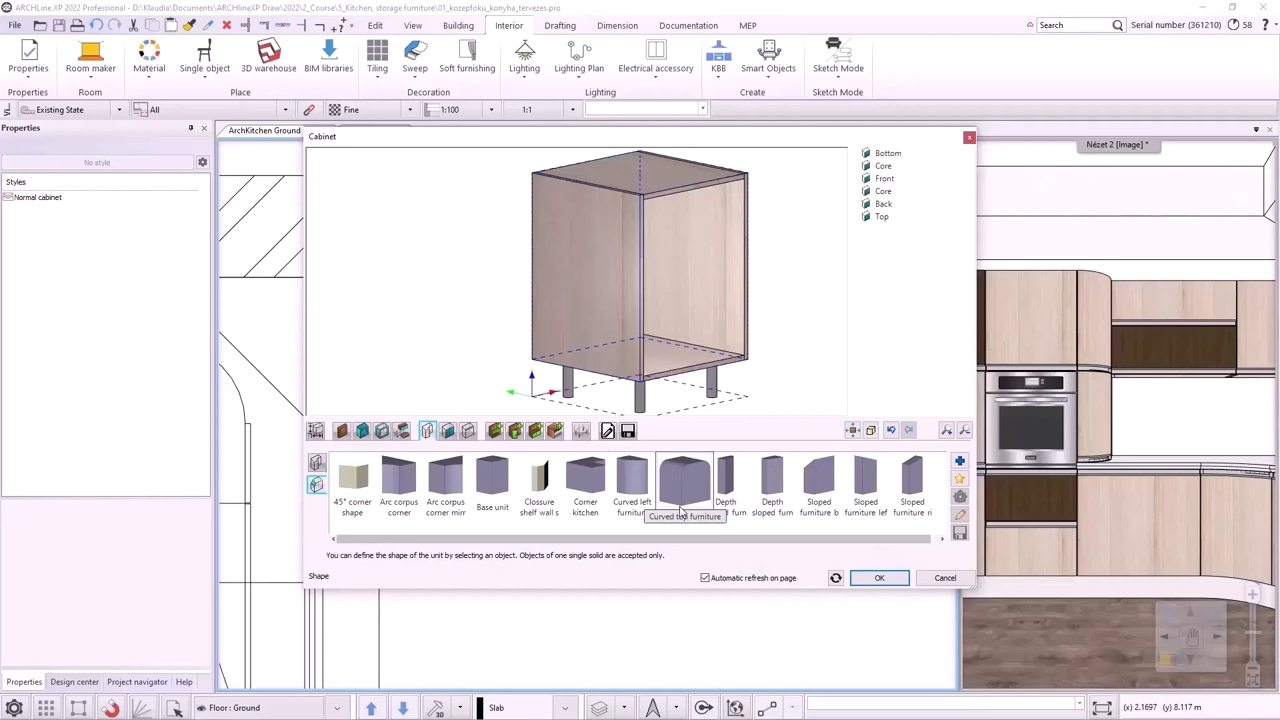 ARCHLine.XP 2022 Professional - D:\Klaudia\Documents\ARCHlineXP Draw\2022\2_Course\5_Kitchen, storage furniture\01_kozepfoku_konyha_tervezes.pro
File
Edit
View
Building
Interior
Drafting
Dimension
Documentation
MEP
Search
Serial number (361210)
58
Properties
Room maker
Material
Single object
3D warehouse
BIM libraries
Tiling
Sweep
Soft furnishing
Lighting
Lighting Plan
Electrical accessory
KBB
Smart Objects
Sketch Mode
Properties
Room
Place
Decoration
Lighting
Create
Sketch Mode
Existing State
All
Fine
1:100
1:1
Properties
ArchKitchen Ground
Nézet 2 [Image] *
No style
Styles
Normal cabinet
Cabinet
Bottom
Core
Front
Core
Back
Top
45° corner shape
Arc corpus corner
Arc corpus corner mirr
Base unit
Clossure shelf wall s
Corner kitchen
Curved left furnitur
Depth
Depth sloped furn
Sloped furniture b
Sloped furniture lef
Sloped furniture ri
Curved top furniture
You can define the shape of the unit by selecting an object. Objects of one single solid are accepted only.
Shape
Automatic refresh on page
OK
Cancel
Properties
Design center
Project navigator
Help
Floor : Ground
Slab
(x) 2.1697 (y) 8.117 m